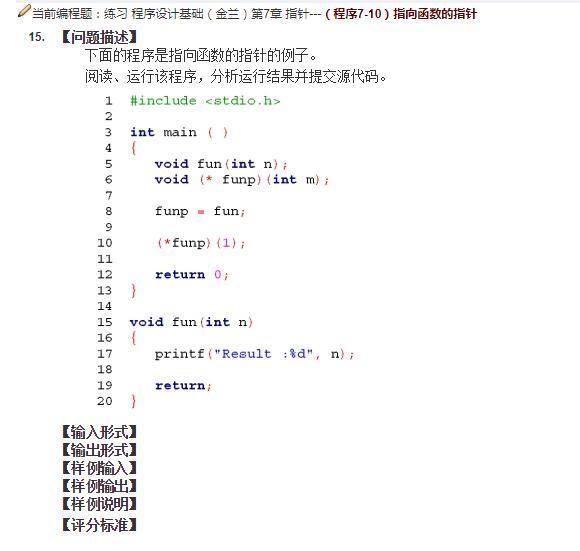 当前编程题：练习 程序设计基础（金兰）第7章 指针---（程序7-10）指向函数的指针
15. 【问题描述】
下面的程序是指向函数的指针的例子。
阅读、运行该程序，分析运行结果并提交源代码。
1 #include <stdio.h>
2
3 int main ( )
4 {
5 void fun(int n);
6 void (* funp)(int m);
7
8 funp = fun;
9
10 (*funp)(1);
11
12 return 0;
13 }
14
15 void fun(int n)
16 {
17 printf("Result :%d", n);
18
19 return;
20 }
【输入形式】
【输出形式】
【样例输入】
【样例输出】
【样例说明】
【评分标准】